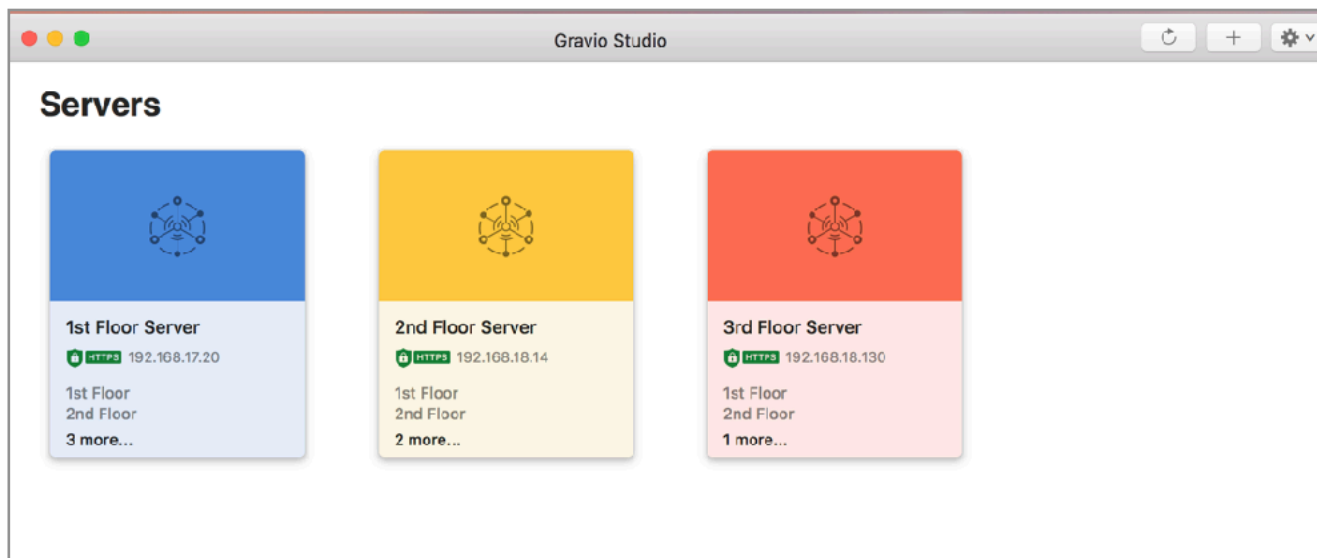 Gravio Studio
Servers
1st Floor Server
HTTPS 192.168.17.20
1st Floor
2nd Floor
3 more...
2nd Floor Server
HTTPS 192.168.18.14
1st Floor
2nd Floor
2 more...
3rd Floor Server
HTTPS 192.168.18.130
1st Floor
2nd Floor
1 more...